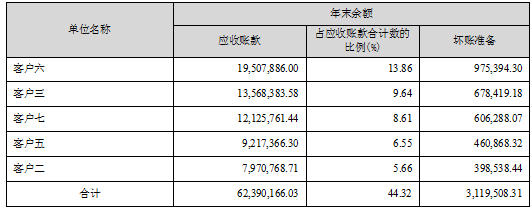 单位名称 年末余额
应收账款 占应收账款合计数的 坏账准备
比例(%)
客户六 19,507,886.00 13.86 975,394.30
客户三 13,568,383.58 9.64 678,419.18
客户七 12,125,761.44 8.61 606,288.07
客户五 9,217,366.30 6.55 460,868.32
客户二 7,970,768.71 5.66 398,538.44
合计 62,390,166.03 44.32 3,119,508.31